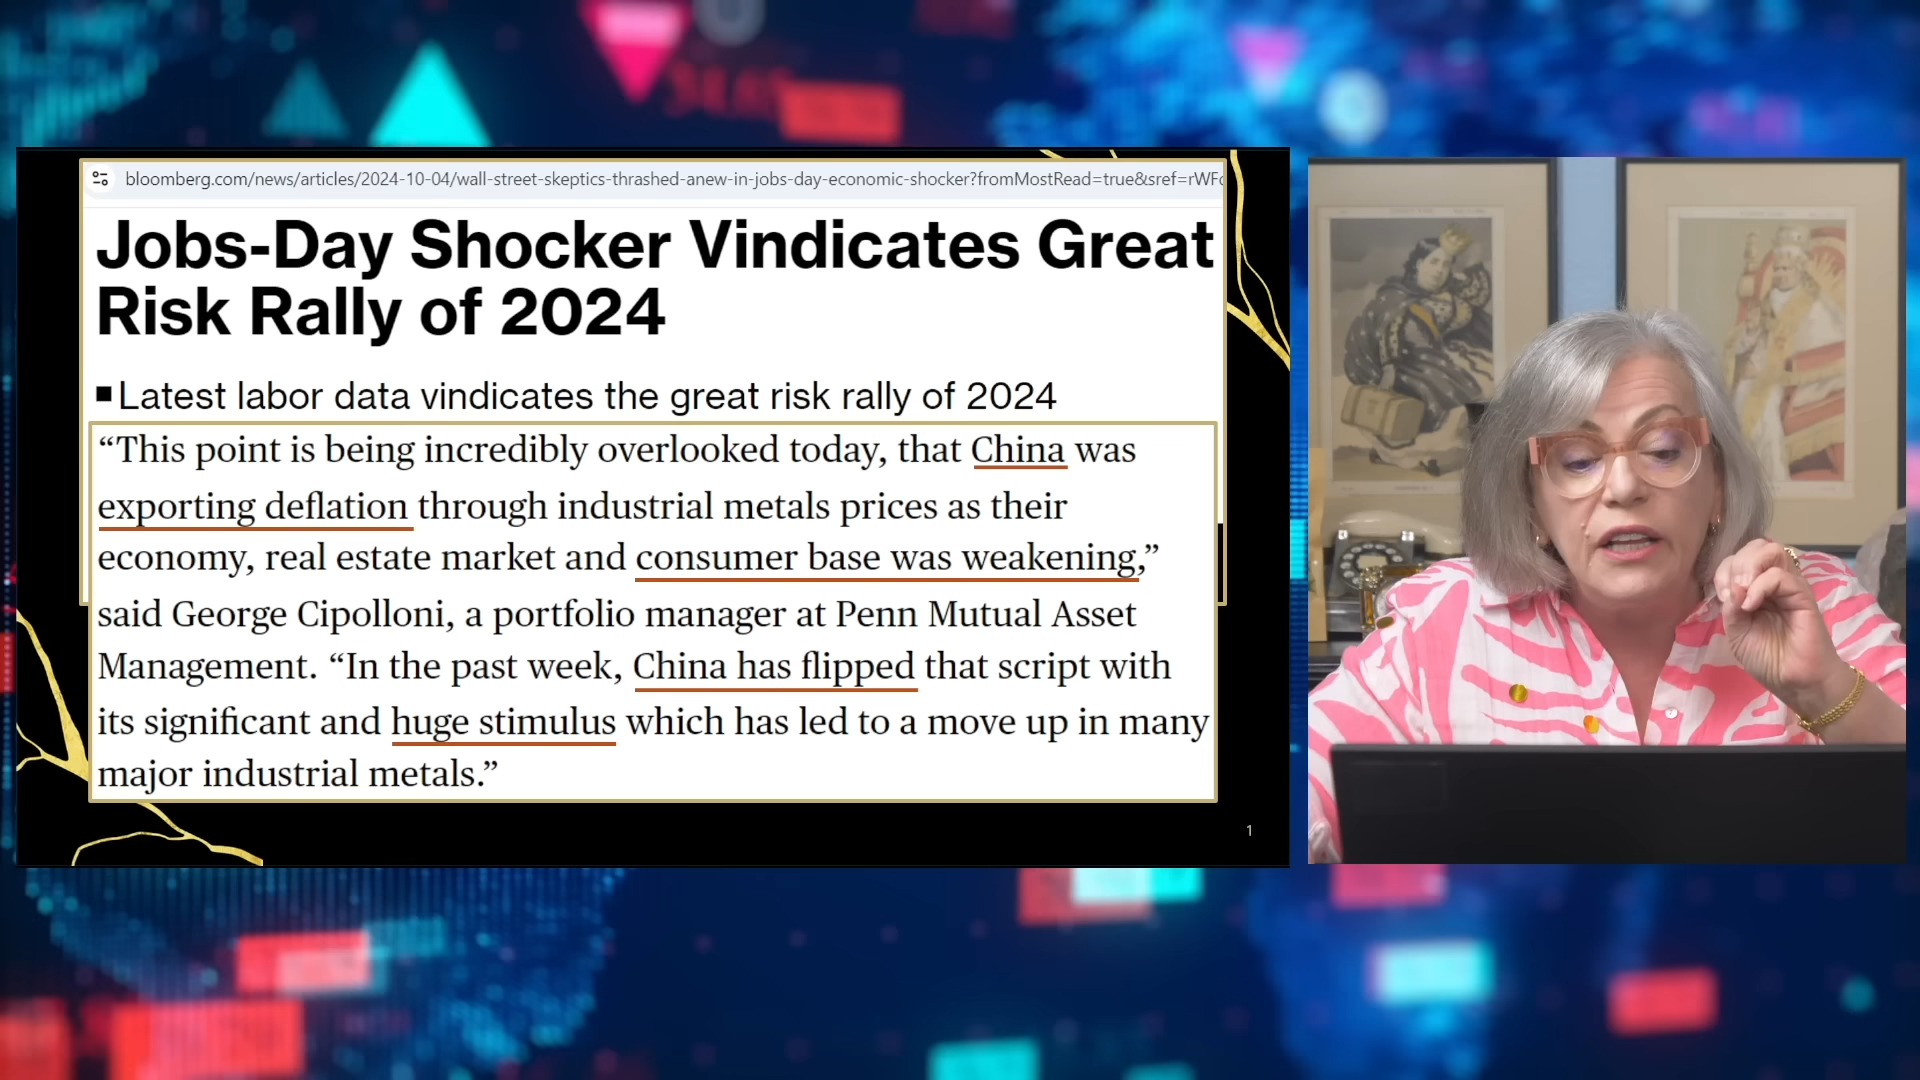 bloomberg.com/news/articles/2024-10-04/wall-street-skeptics-thrashed-anew-in-jobs-day-economic-shocker?fromMostRead=true&sref=rWF
Jobs-Day Shocker Vindicates Great
Risk Rally of 2024
■ Latest labor data vindicates the great risk rally of 2024
“This point is being incredibly overlooked today, that China was
exporting deflation through industrial metals prices as their
economy, real estate market and consumer base was weakening,”
said George Cipolloni, a portfolio manager at Penn Mutual Asset
Management. “In the past week, China has flipped that script with
its significant and huge stimulus which has led to a move up in many
major industrial metals.”
1